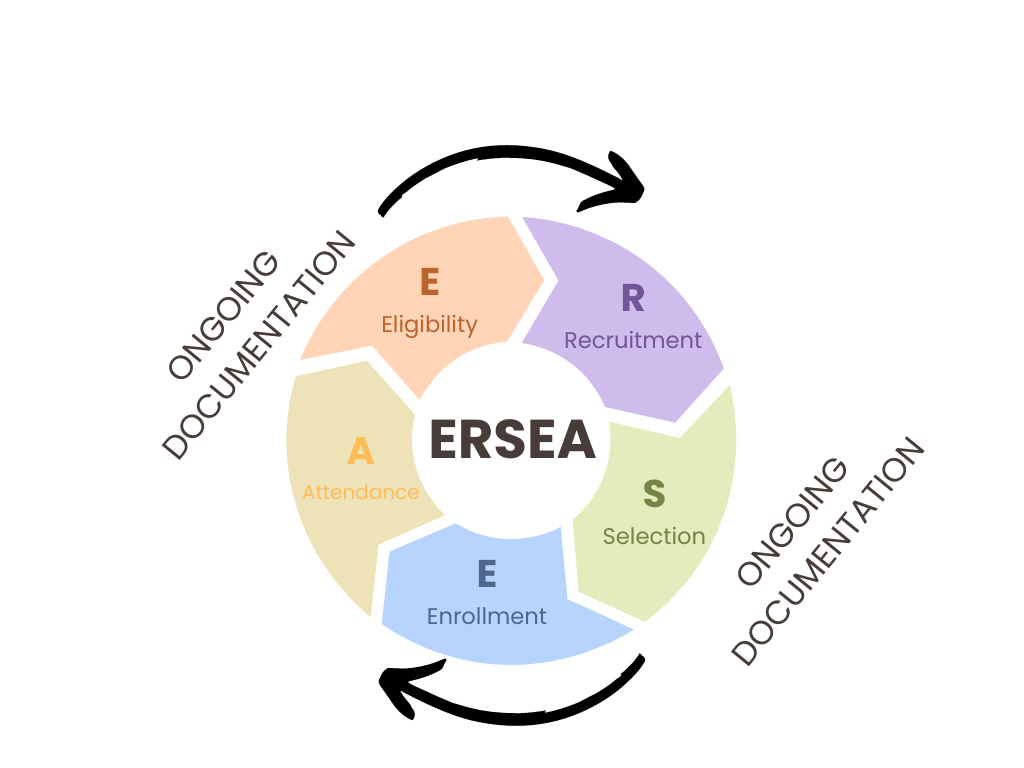 ONGOING
DOCUMENTATION
E
Eligibility
R
Recruitment
ERSEA
A
Attendance
S
Selection
E
Enrollment
ONGOING
DOCUMENTATION